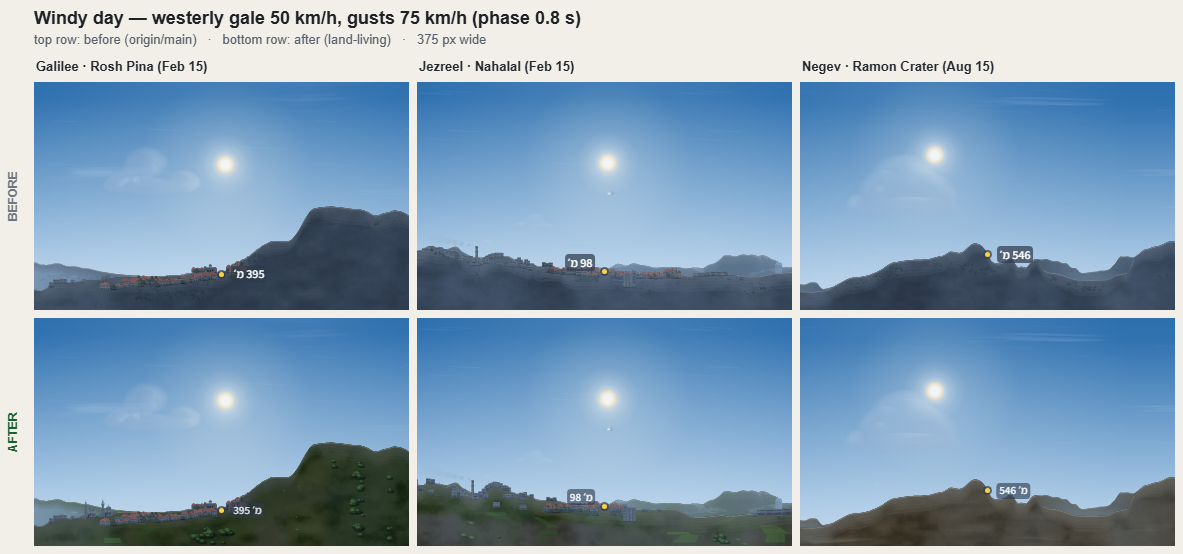 Windy day — westerly gale 50 km/h, gusts 75 km/h (phase 0.8 s)
top row: before (origin/main) · bottom row: after (land-living) · 375 px wide
Galilee · Rosh Pina (Feb 15)
Jezreel · Nahalal (Feb 15)
Negev · Ramon Crater (Aug 15)
BEFORE
395 מ׳
98 מ׳
546 מ׳
AFTER
395 מ׳
98 מ׳
546 מ׳